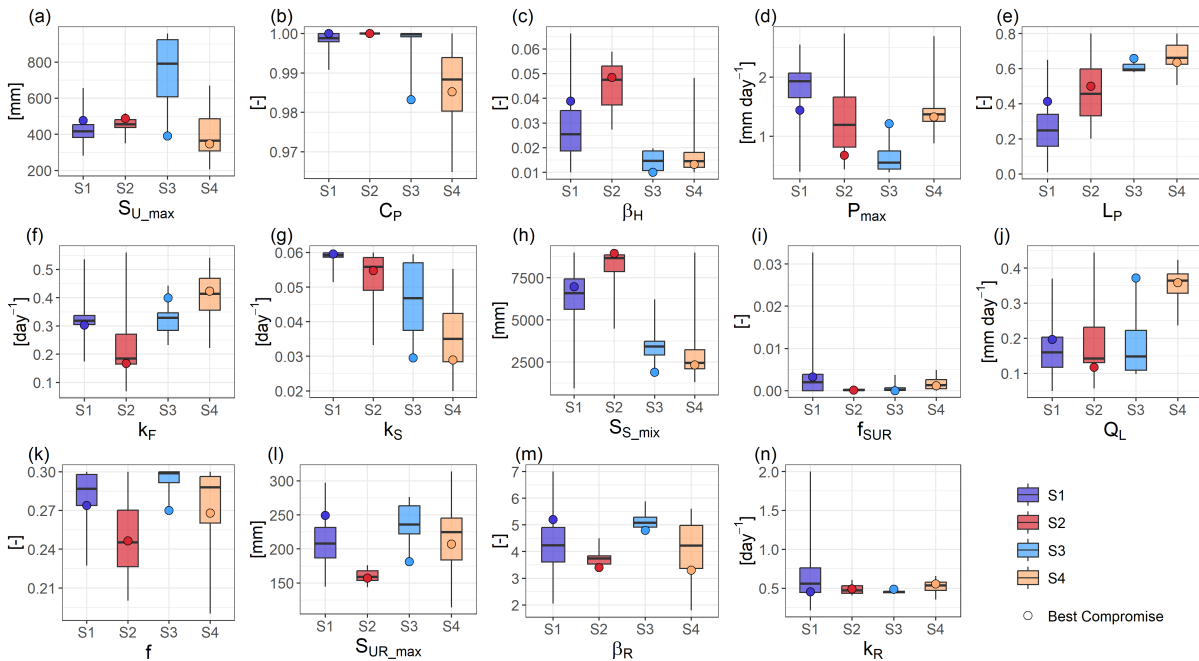 (a) (b) (c) (d) (e)
[mm] 800 600 400 200 S1 S2 S3 S4 S_U_max
[-] 1.00 0.99 0.98 0.97 S1 S2 S3 S4 C_P
[-] 0.06 0.05 0.04 0.03 0.02 0.01 S1 S2 S3 S4 β_H
[mm day⁻¹] 2 1 S1 S2 S3 S4 P_max
[-] 0.8 0.6 0.4 0.2 0.0 S1 S2 S3 S4 L_P
(f) (g) (h) (i) (j)
[day⁻¹] 0.5 0.4 0.3 0.2 0.1 S1 S2 S3 S4 k_F
[day⁻¹] 0.06 0.05 0.04 0.03 0.02 S1 S2 S3 S4 k_S
[mm] 7500 5000 2500 S1 S2 S3 S4 S_S_mix
[-] 0.03 0.02 0.01 0.00 S1 S2 S3 S4 f_SUR
[mm day⁻¹] 0.4 0.3 0.2 0.1 S1 S2 S3 S4 Q_L
(k) (l) (m) (n)
[-] 0.30 0.27 0.24 0.21 S1 S2 S3 S4 f
[mm] 300 250 200 150 S1 S2 S3 S4 S_UR_max
[-] 7 6 5 4 3 2 S1 S2 S3 S4 β_R
[day⁻¹] 2.0 1.5 1.0 0.5 S1 S2 S3 S4 k_R
S1
S2
S3
S4
Best Compromise